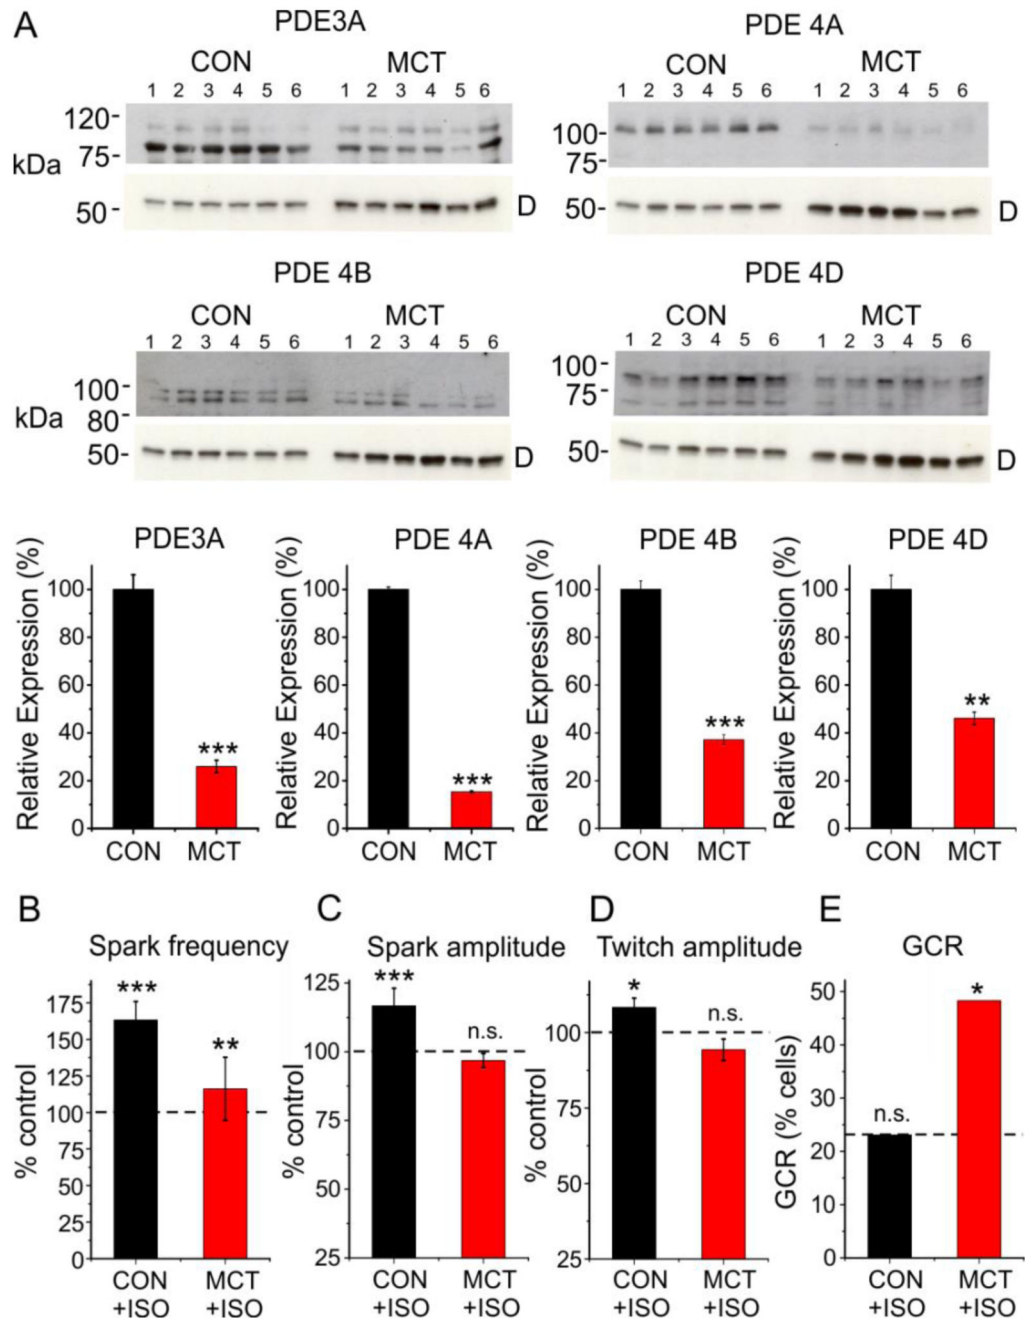 A
PDE3A
PDE 4A
CON MCT
CON MCT
1 2 3 4 5 6 1 2 3 4 5 6
1 2 3 4 5 6 1 2 3 4 5 6
120-
kDa
75-
100-
75-
50- D
50- D
PDE 4B
PDE 4D
CON MCT
CON MCT
1 2 3 4 5 6 1 2 3 4 5 6
1 2 3 4 5 6 1 2 3 4 5 6
100-
kDa
80-
100-
75-
50- D
50- D
PDE3A
Relative Expression (%)
100
80
60
40
20
0
***
CON MCT
PDE 4A
Relative Expression (%)
100
80
60
40
20
0
***
CON MCT
PDE 4B
Relative Expression (%)
100
80
60
40
20
0
***
CON MCT
PDE 4D
Relative Expression (%)
100
80
60
40
20
0
**
CON MCT
B
Spark frequency
% control
175
150
125
100
75
50
25
0
***
**
CON MCT
+ISO +ISO
C
Spark amplitude
% control
125
100
75
50
25
***
n.s.
CON MCT
+ISO +ISO
D
Twitch amplitude
% control
100
75
50
25
*
n.s.
CON MCT
+ISO +ISO
E
GCR
GCR (% cells)
50
40
30
20
10
0
n.s.
*
CON MCT
+ISO +ISO